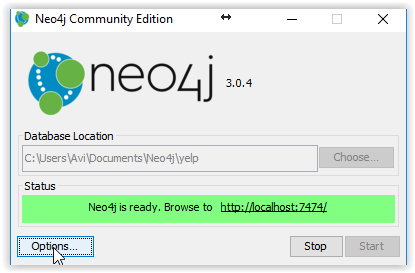 Neo4j Community Edition
neo4j 3.0.4
Database Location
C:\Users\Avi\Documents\Neo4j\yelp
Choose...
Status
Neo4j is ready. Browse to http://localhost:7474/
Options...
Stop
Start